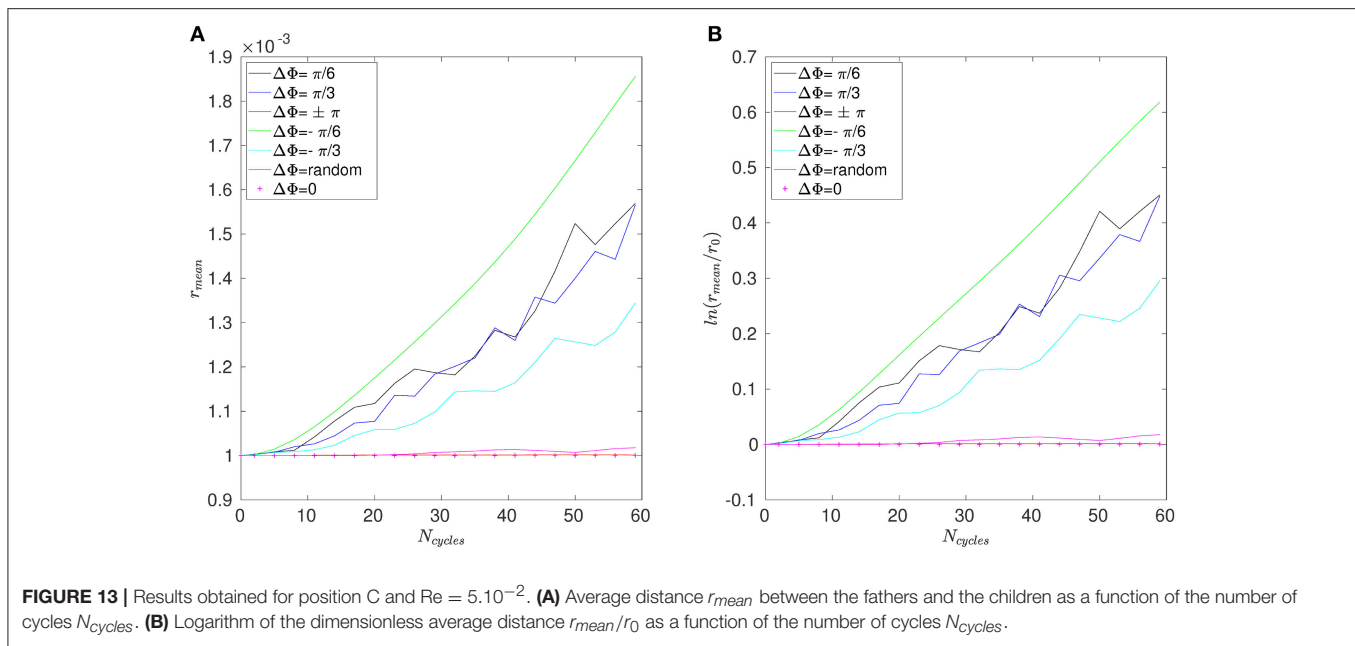 A
×10⁻³
1.9
1.8
1.7
1.6
1.5
1.4
1.3
1.2
1.1
1
0.9
r_mean
ΔΦ= π/6
ΔΦ= π/3
ΔΦ= ± π
ΔΦ=- π/6
ΔΦ=- π/3
ΔΦ=random
ΔΦ=0
0 10 20 30 40 50 60
N_cycles
B
0.7
0.6
0.5
0.4
0.3
0.2
0.1
0
-0.1
ln(r_mean/r_0)
ΔΦ= π/6
ΔΦ= π/3
ΔΦ= ± π
ΔΦ=- π/6
ΔΦ=- π/3
ΔΦ=random
ΔΦ=0
0 10 20 30 40 50 60
N_cycles
FIGURE 13 | Results obtained for position C and Re = 5.10⁻². (A) Average distance r_mean between the fathers and the children as a function of the number of
cycles N_cycles. (B) Logarithm of the dimensionless average distance r_mean/r_0 as a function of the number of cycles N_cycles.